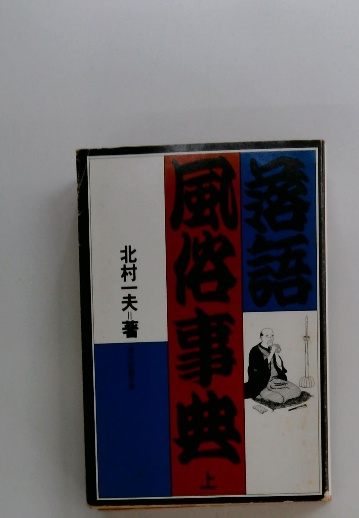 落語
風俗事典
上
北村一夫=著